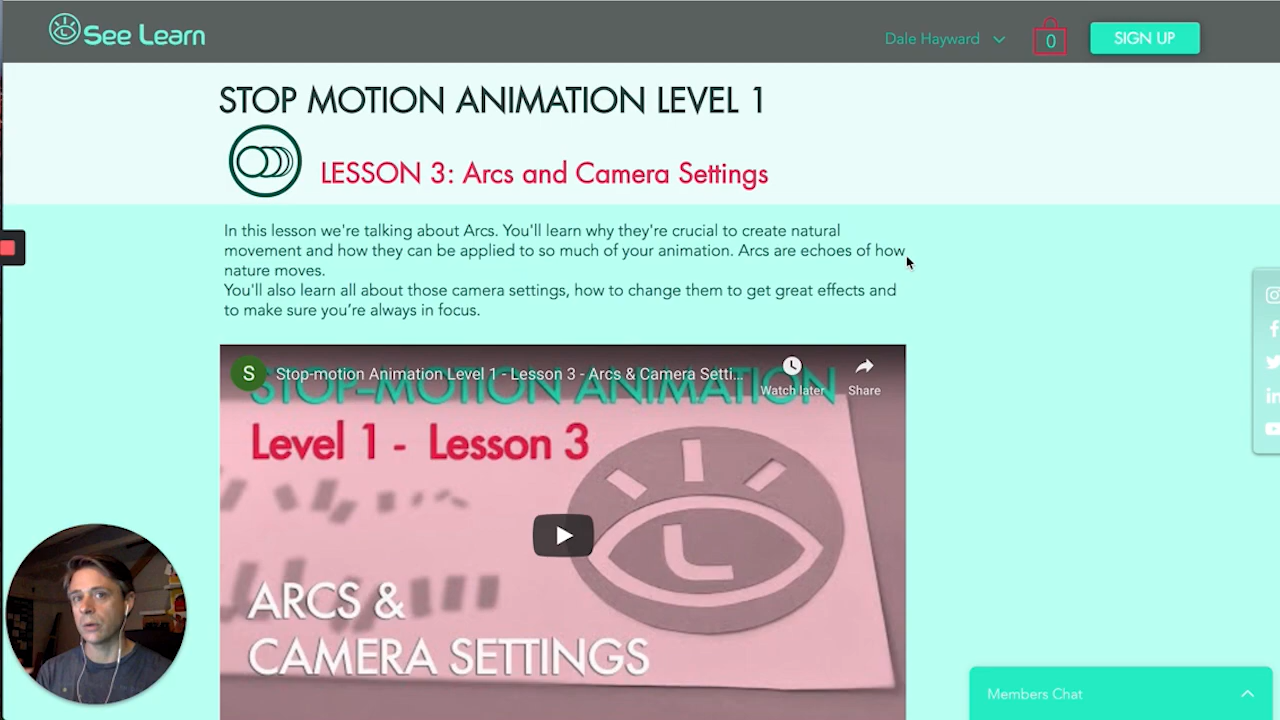 See Learn
Dale Hayward
0
SIGN UP
STOP MOTION ANIMATION LEVEL 1
LESSON 3: Arcs and Camera Settings
In this lesson we're talking about Arcs. You'll learn why they're crucial to create natural
movement and how they can be applied to so much of your animation. Arcs are echoes of how
nature moves.
You'll also learn all about those camera settings, how to change them to get great effects and
to make sure you’re always in focus.
S
Stop-motion Animation Level 1 - Lesson 3 - Arcs & Camera Setti...
Watch later
Share
STOP-MOTION ANIMATION
Level 1 - Lesson 3
ARCS &
CAMERA SETTINGS
Members Chat